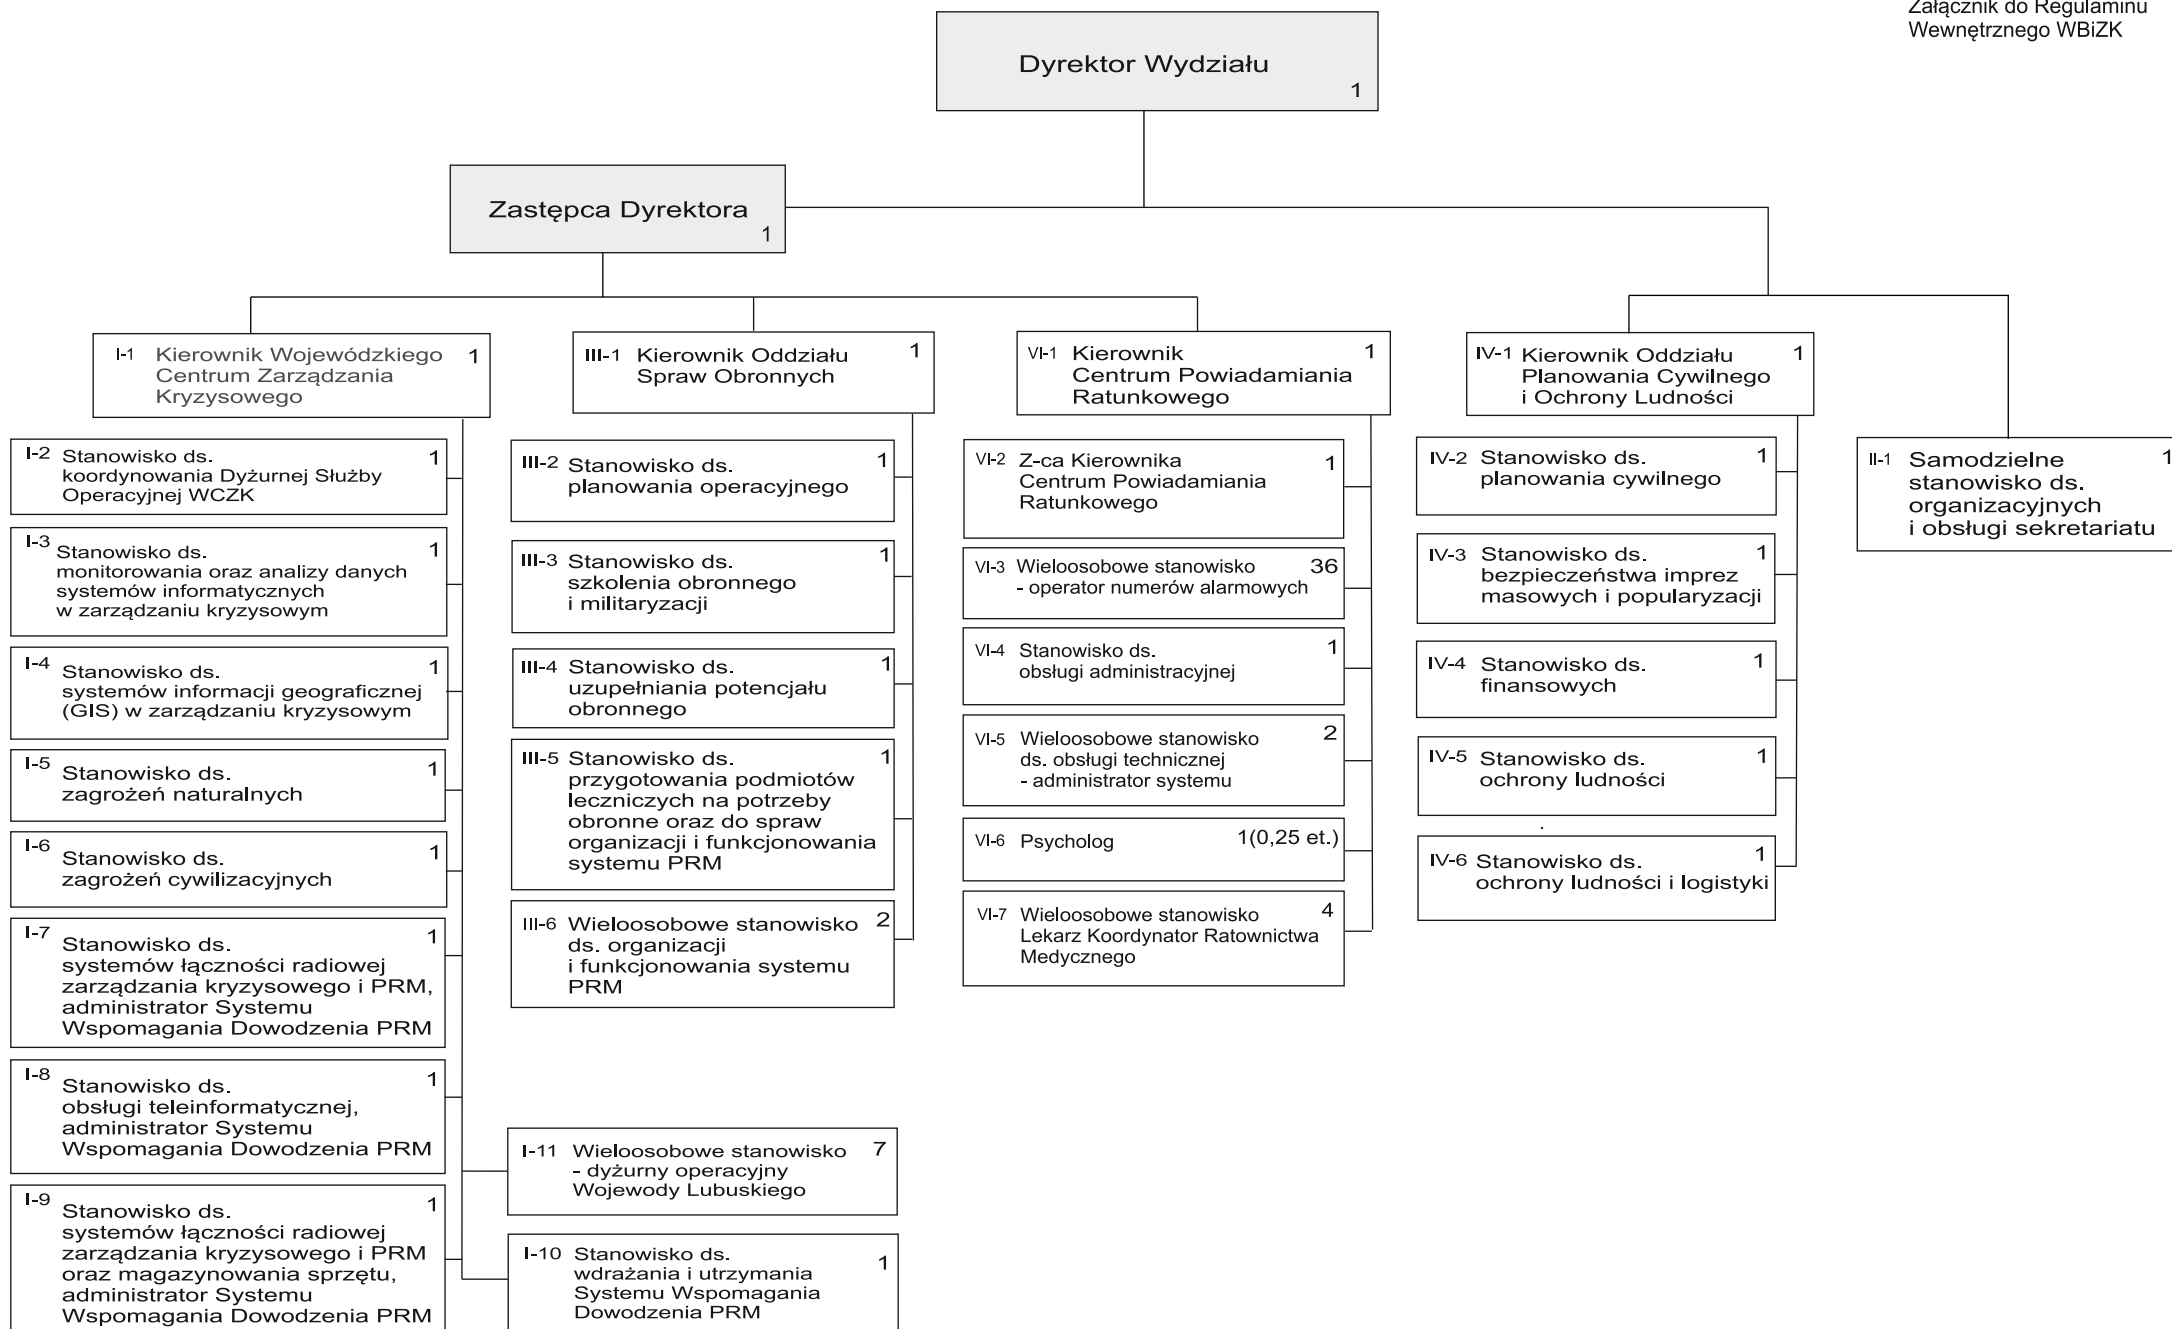 Załącznik do Regulaminu
Wewnętrznego WBiZK
Dyrektor Wydziału
1
Zastępca Dyrektora
1
I-1 Kierownik Wojewódzkiego 1
Centrum Zarządzania
Kryzysowego
I-2 Stanowisko ds. 1
koordynowania Dyżurnej Służby
Operacyjnej WCZK
I-3 Stanowisko ds. 1
monitorowania oraz analizy danych
systemów informatycznych
w zarządzaniu kryzysowym
I-4 Stanowisko ds. 1
systemów informacji geograficznej
(GIS) w zarządzaniu kryzysowym
I-5 Stanowisko ds. 1
zagrożeń naturalnych
I-6 Stanowisko ds. 1
zagrożeń cywilizacyjnych
I-7 Stanowisko ds. 1
systemów łączności radiowej
zarządzania kryzysowego i PRM,
administrator Systemu
Wspomagania Dowodzenia PRM
I-8 Stanowisko ds. 1
obsługi teleinformatycznej,
administrator Systemu
Wspomagania Dowodzenia PRM
I-9 Stanowisko ds. 1
systemów łączności radiowej
zarządzania kryzysowego i PRM
oraz magazynowania sprzętu,
administrator Systemu
Wspomagania Dowodzenia PRM
I-11 Wieloosobowe stanowisko 7
- dyżurny operacyjny
Wojewody Lubuskiego
I-10 Stanowisko ds. 1
wdrażania i utrzymania
Systemu Wspomagania
Dowodzenia PRM
III-1 Kierownik Oddziału 1
Spraw Obronnych
III-2 Stanowisko ds. 1
planowania operacyjnego
III-3 Stanowisko ds. 1
szkolenia obronnego
i militaryzacji
III-4 Stanowisko ds. 1
uzupełniania potencjału
obronnego
III-5 Stanowisko ds. 1
przygotowania podmiotów
leczniczych na potrzeby
obronne oraz do spraw
organizacji i funkcjonowania
systemu PRM
III-6 Wieloosobowe stanowisko 2
ds. organizacji
i funkcjonowania systemu
PRM
VI-1 Kierownik 1
Centrum Powiadamiania
Ratunkowego
VI-2 Z-ca Kierownika 1
Centrum Powiadamiania
Ratunkowego
VI-3 Wieloosobowe stanowisko 36
- operator numerów alarmowych
VI-4 Stanowisko ds. 1
obsługi administracyjnej
VI-5 Wieloosobowe stanowisko 2
ds. obsługi technicznej
- administrator systemu
VI-6 Psycholog 1(0,25 et.)
VI-7 Wieloosobowe stanowisko 4
Lekarz Koordynator Ratownictwa
Medycznego
IV-1 Kierownik Oddziału 1
Planowania Cywilnego
i Ochrony Ludności
IV-2 Stanowisko ds. 1
planowania cywilnego
IV-3 Stanowisko ds. 1
bezpieczeństwa imprez
masowych i popularyzacji
IV-4 Stanowisko ds. 1
finansowych
IV-5 Stanowisko ds. 1
ochrony ludności
IV-6 Stanowisko ds. 1
ochrony ludności i logistyki
II-1 Samodzielne 1
stanowisko ds.
organizacyjnych
i obsługi sekretariatu